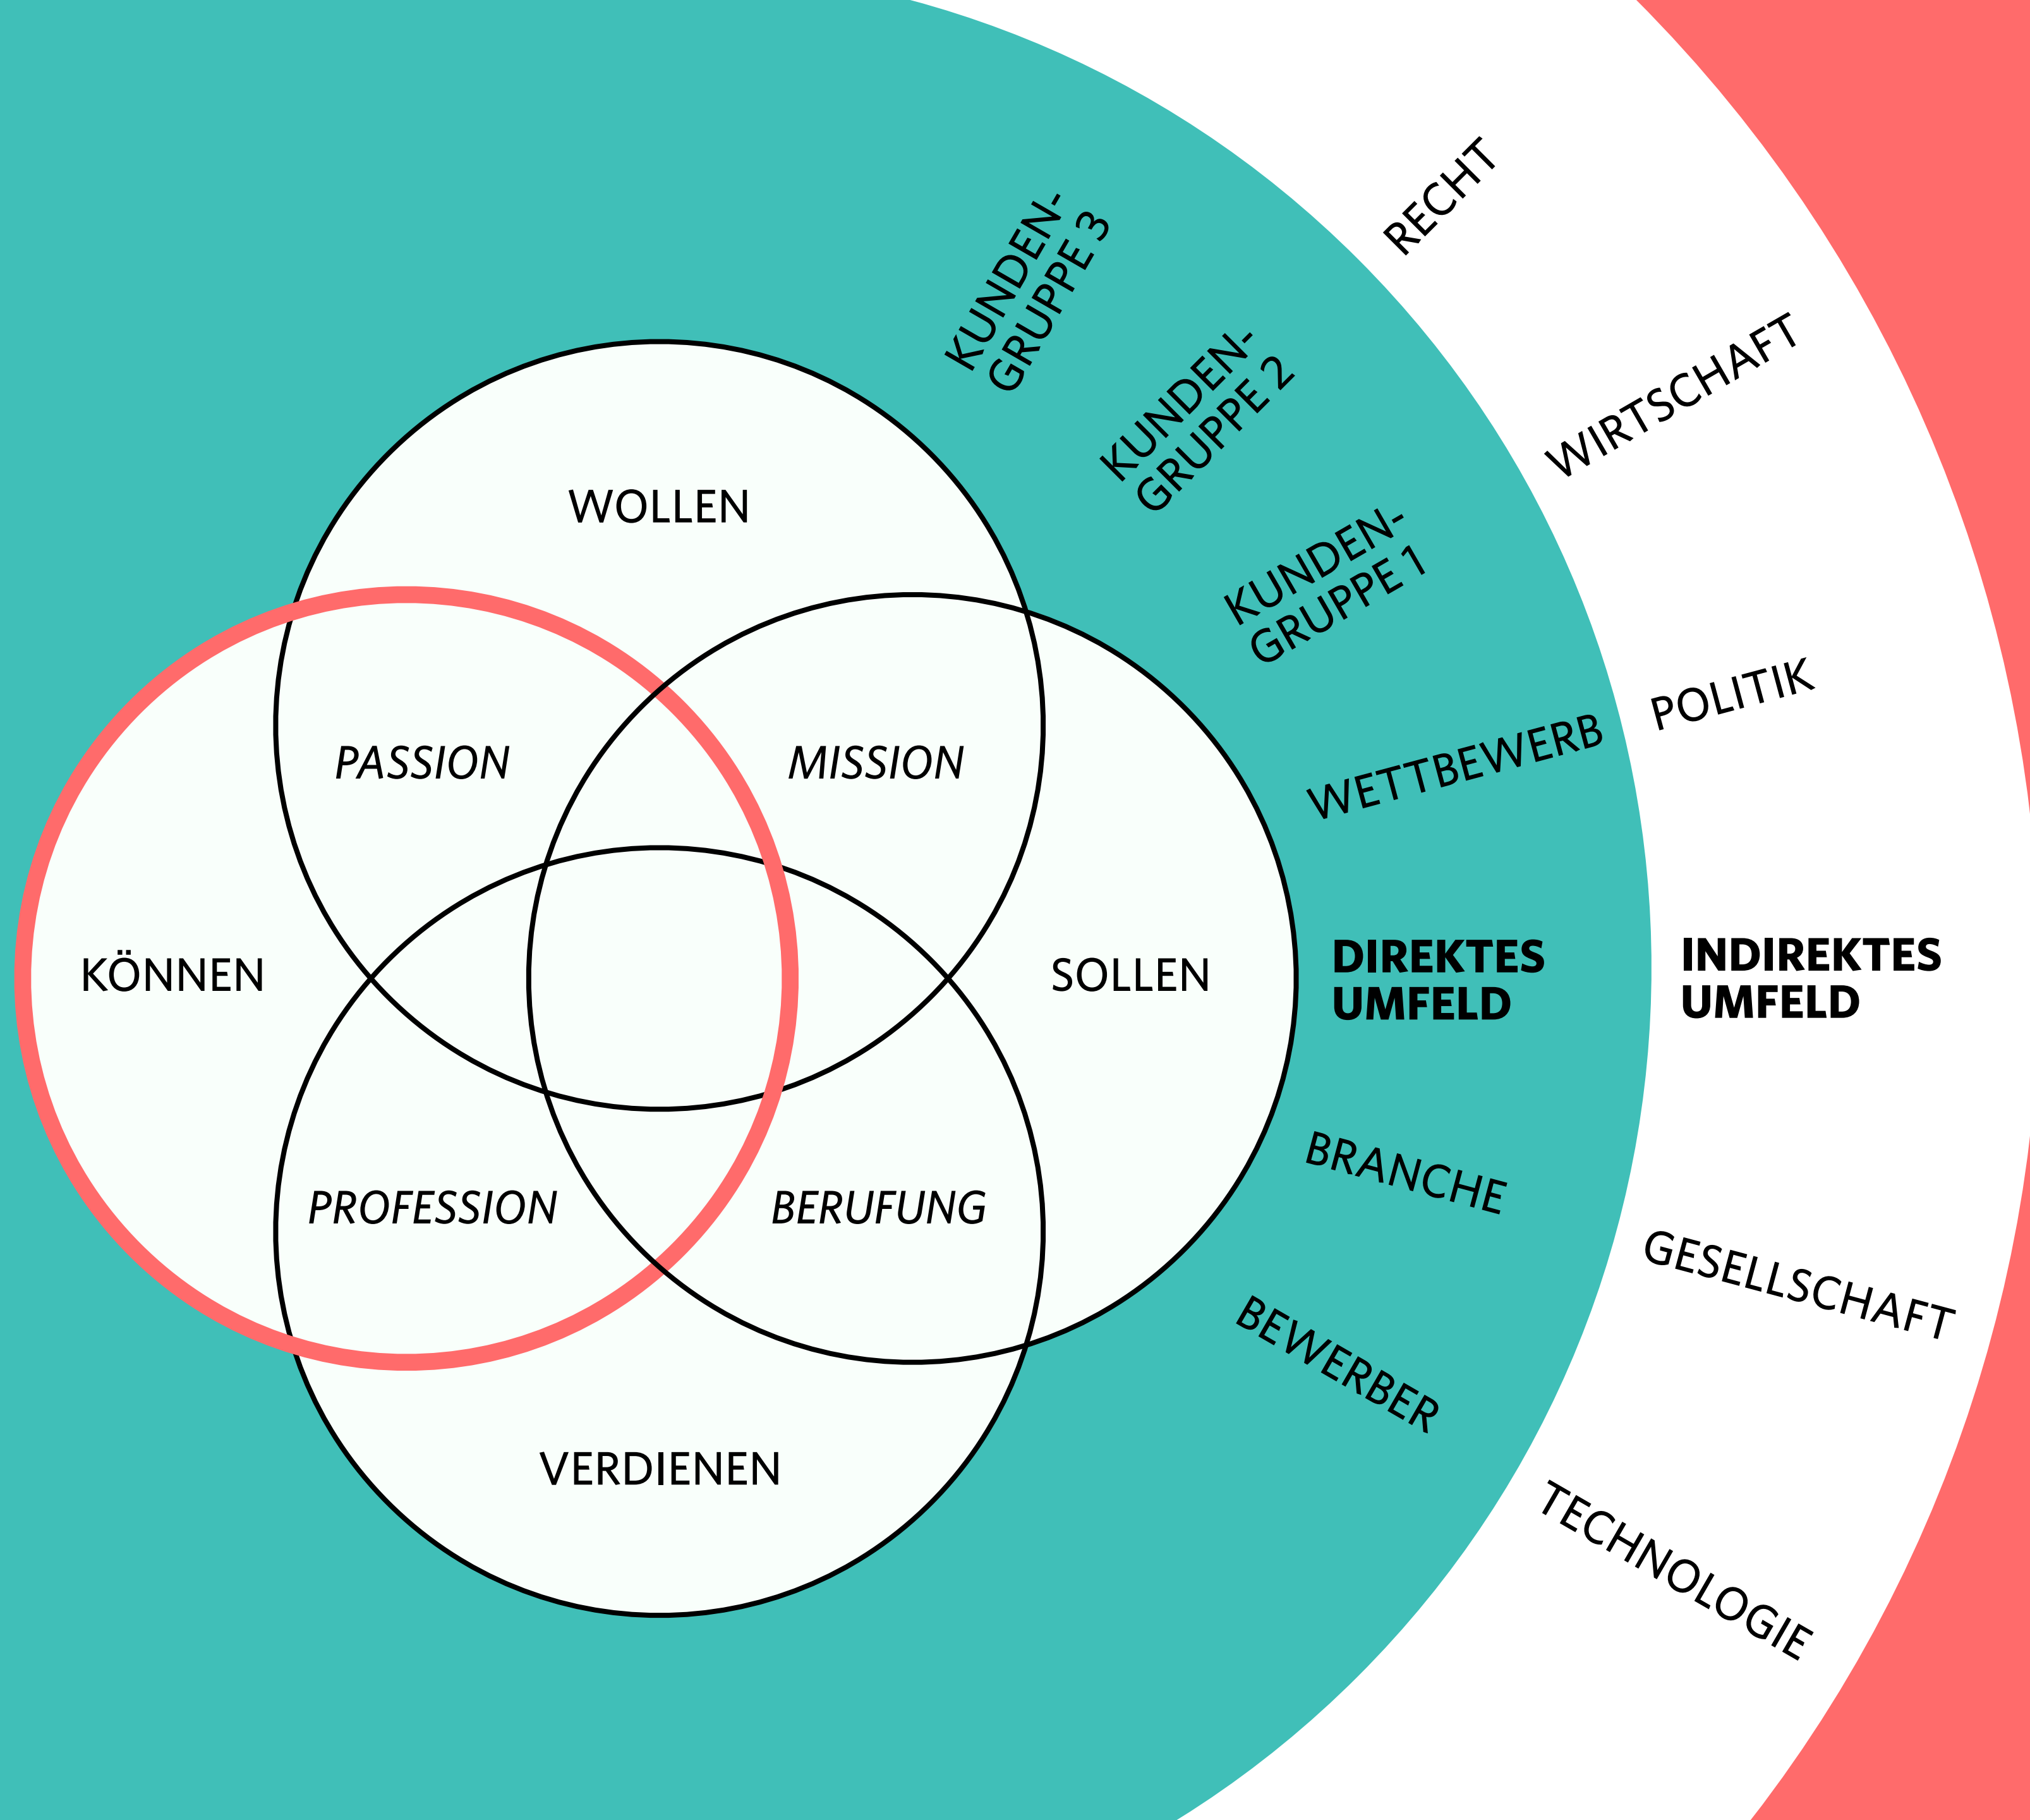 WOLLEN
PASSION
MISSION
KÖNNEN
SOLLEN
PROFESSION
BERUFUNG
VERDIENEN
KUNDEN-
GRUPPE 3
KUNDEN-
GRUPPE 2
KUNDEN-
GRUPPE 1
WETTBEWERB
DIREKTES
UMFELD
BRANCHE
BEWERBER
RECHT
WIRTSCHAFT
POLITIK
INDIREKTES
UMFELD
GESELLSCHAFT
TECHNOLOGIE